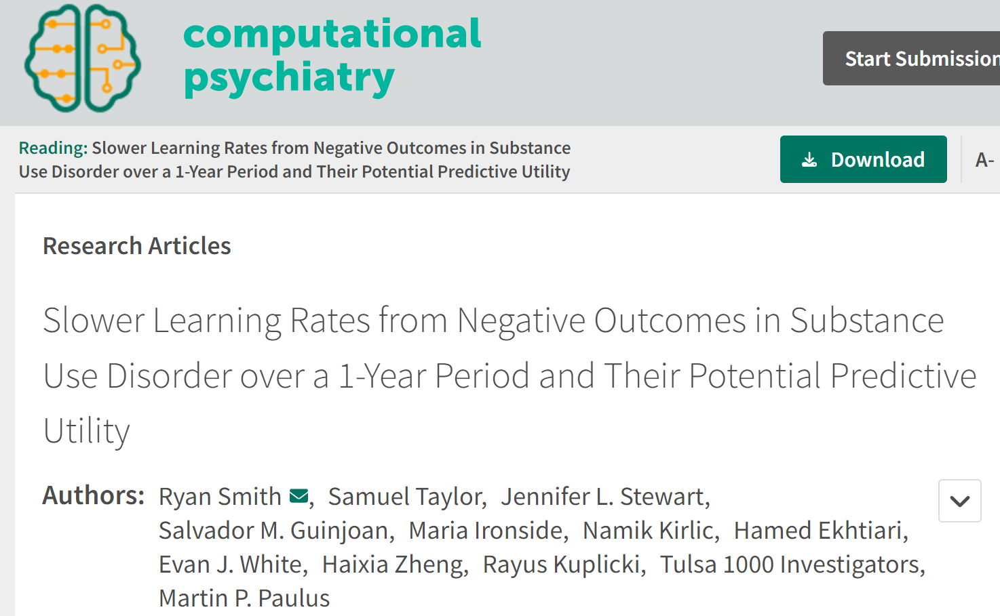 computational
psychiatry
Start Submission
Reading: Slower Learning Rates from Negative Outcomes in Substance
Use Disorder over a 1-Year Period and Their Potential Predictive Utility
Download
A-
Research Articles
Slower Learning Rates from Negative Outcomes in Substance
Use Disorder over a 1-Year Period and Their Potential Predictive
Utility
Authors: Ryan Smith , Samuel Taylor, Jennifer L. Stewart,
Salvador M. Guinjoan, Maria Ironside, Namik Kirlic, Hamed Ekhtiari,
Evan J. White, Haixia Zheng, Rayus Kuplicki, Tulsa 1000 Investigators,
Martin P. Paulus